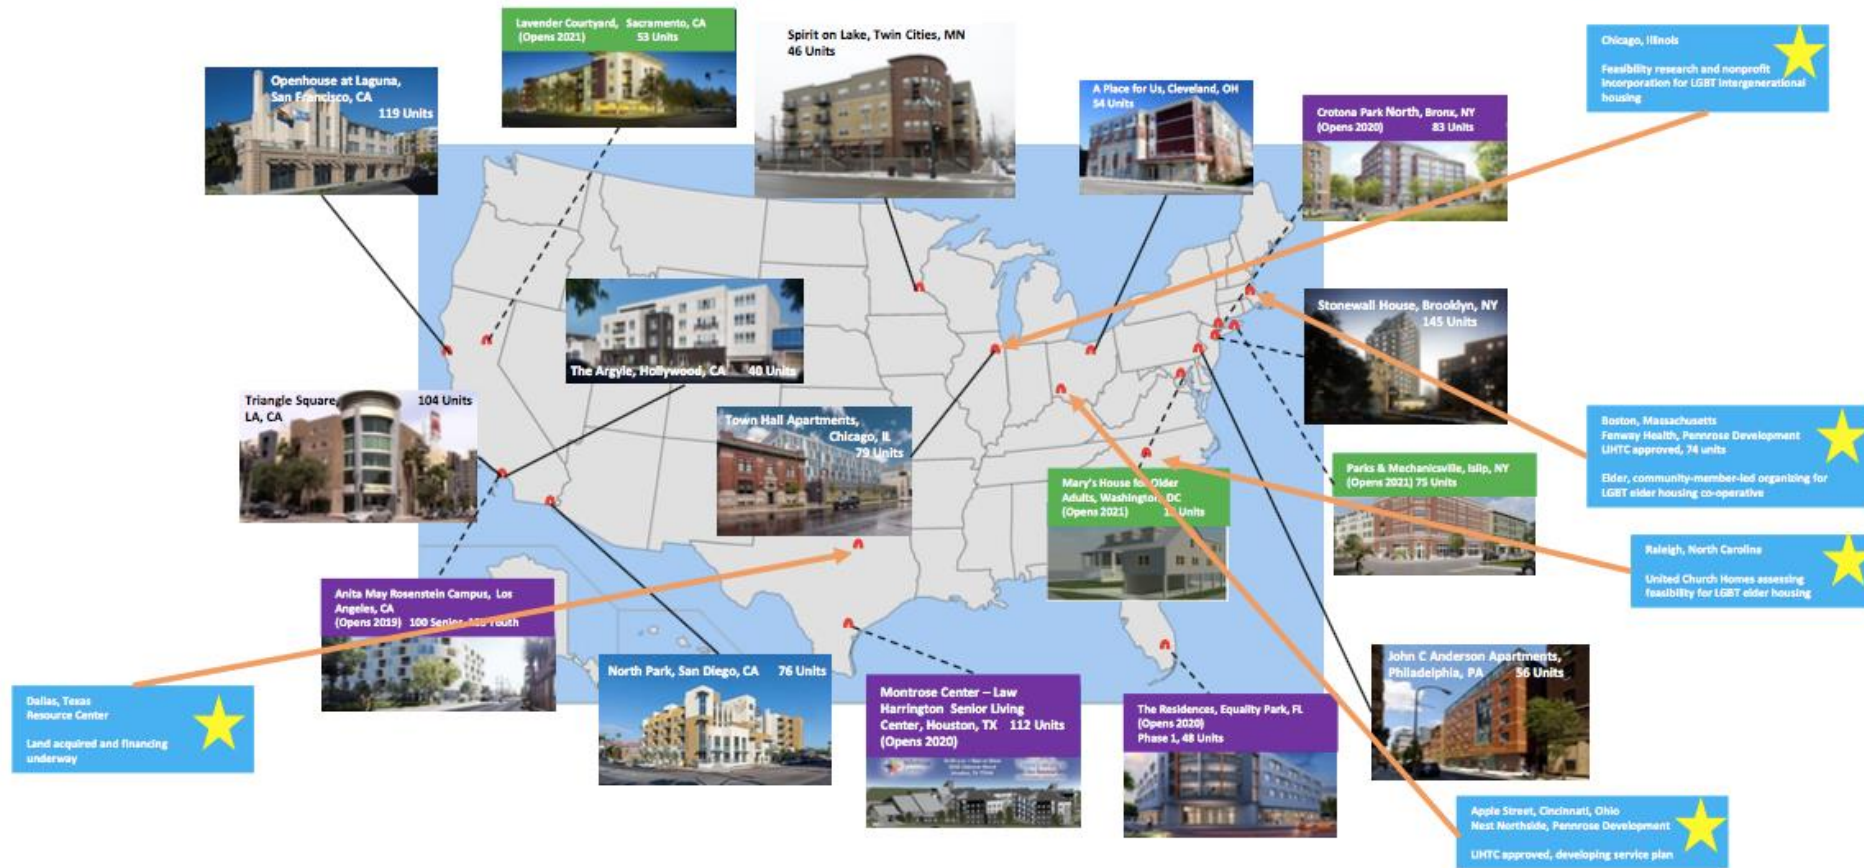 Lavender Courtyard, Sacramento, CA
(Opens 2021) 53 Units
Spirit on Lake, Twin Cities, MN
46 Units
Chicago, Illinois
Feasibility research and nonprofit
incorporation for LGBT intergenerational
housing
Openhouse at Laguna,
San Francisco, CA
119 Units
A Place for Us, Cleveland, OH
54 Units
Crotona Park North, Bronx, NY
(Opens 2020) 83 Units
Stonewall House, Brooklyn, NY
145 Units
The Argyle, Hollywood, CA 40 Units
Triangle Square, 104 Units
LA, CA
Town Hall Apartments,
Chicago, IL
79 Units
Boston, Massachusetts
Fenway Health, Pennrose Development
LIHTC approved, 74 units
Elder, community-member-led organizing for
LGBT elder housing co-operative
Mary's House for Older
Adults, Washington, DC
(Opens 2021) Units
Parks & Mechanicsville, Islip, NY
(Opens 2021) 75 Units
Raleigh, North Carolina
United Church Homes assessing
feasibility for LGBT elder housing
Anita May Rosenstein Campus, Los
Angeles, CA
(Opens 2019) 100 Senior, Youth
North Park, San Diego, CA 76 Units
John C Anderson Apartments,
Philadelphia, PA 56 Units
Dallas, Texas
Resource Center
Land acquired and financing
underway
Montrose Center – Law
Harrington Senior Living
Center, Houston, TX 112 Units
(Opens 2020)
The Residences, Equality Park, FL
(Opens 2020)
Phase 1, 48 Units
Apple Street, Cincinnati, Ohio
Nest Northside, Pennrose Development
LIHTC approved, developing service plan